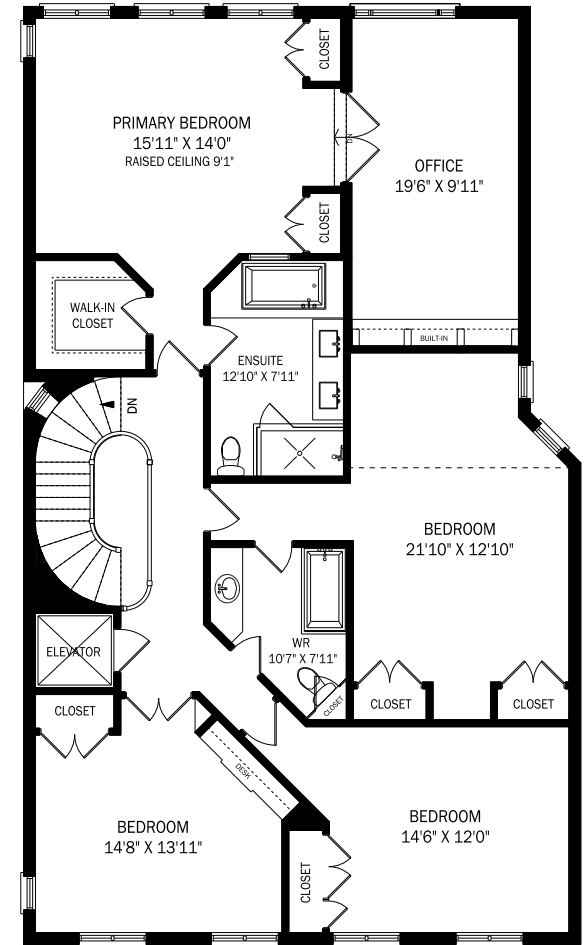 CLOSET
PRIMARY BEDROOM
15'11" X 14'0"
RAISED CEILING 9'1"
DN
OFFICE
19'6" X 9'11"
CLOSET
WALK-IN
CLOSET
BUILT-IN
ENSUITE
12'10" X 7'11"
DN
BEDROOM
21'10" X 12'10"
WR
10'7" X 7'11"
ELEVATOR
CLOSET
CLOSET
CLOSET
CLOSET
DESK
BEDROOM
14'8" X 13'11"
BEDROOM
14'6" X 12'0"
CLOSET